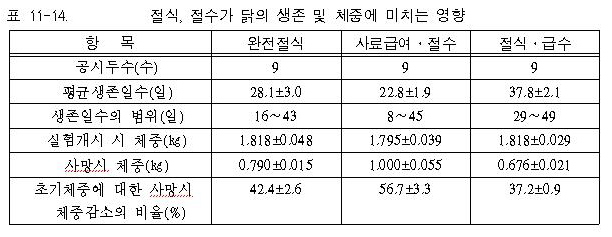 표 11-14. 절식, 절수가 닭의 생존 및 체중에 미치는 영향
항 목 완전절식 사료급여·절수 절식·급수
공시두수(수) 9 9 9
평균생존일수(일) 28.1±3.0 22.8±1.9 37.8±2.1
생존일수의 범위(일) 16~43 8~45 29~49
실험개시 시 체중(㎏) 1.818±0.048 1.795±0.039 1.818±0.029
사망시 체중(㎏) 0.790±0.015 1.000±0.055 0.676±0.021
초기체중에 대한 사망시 42.4±2.6 56.7±3.3 37.2±0.9
체중감소의 비율(%)